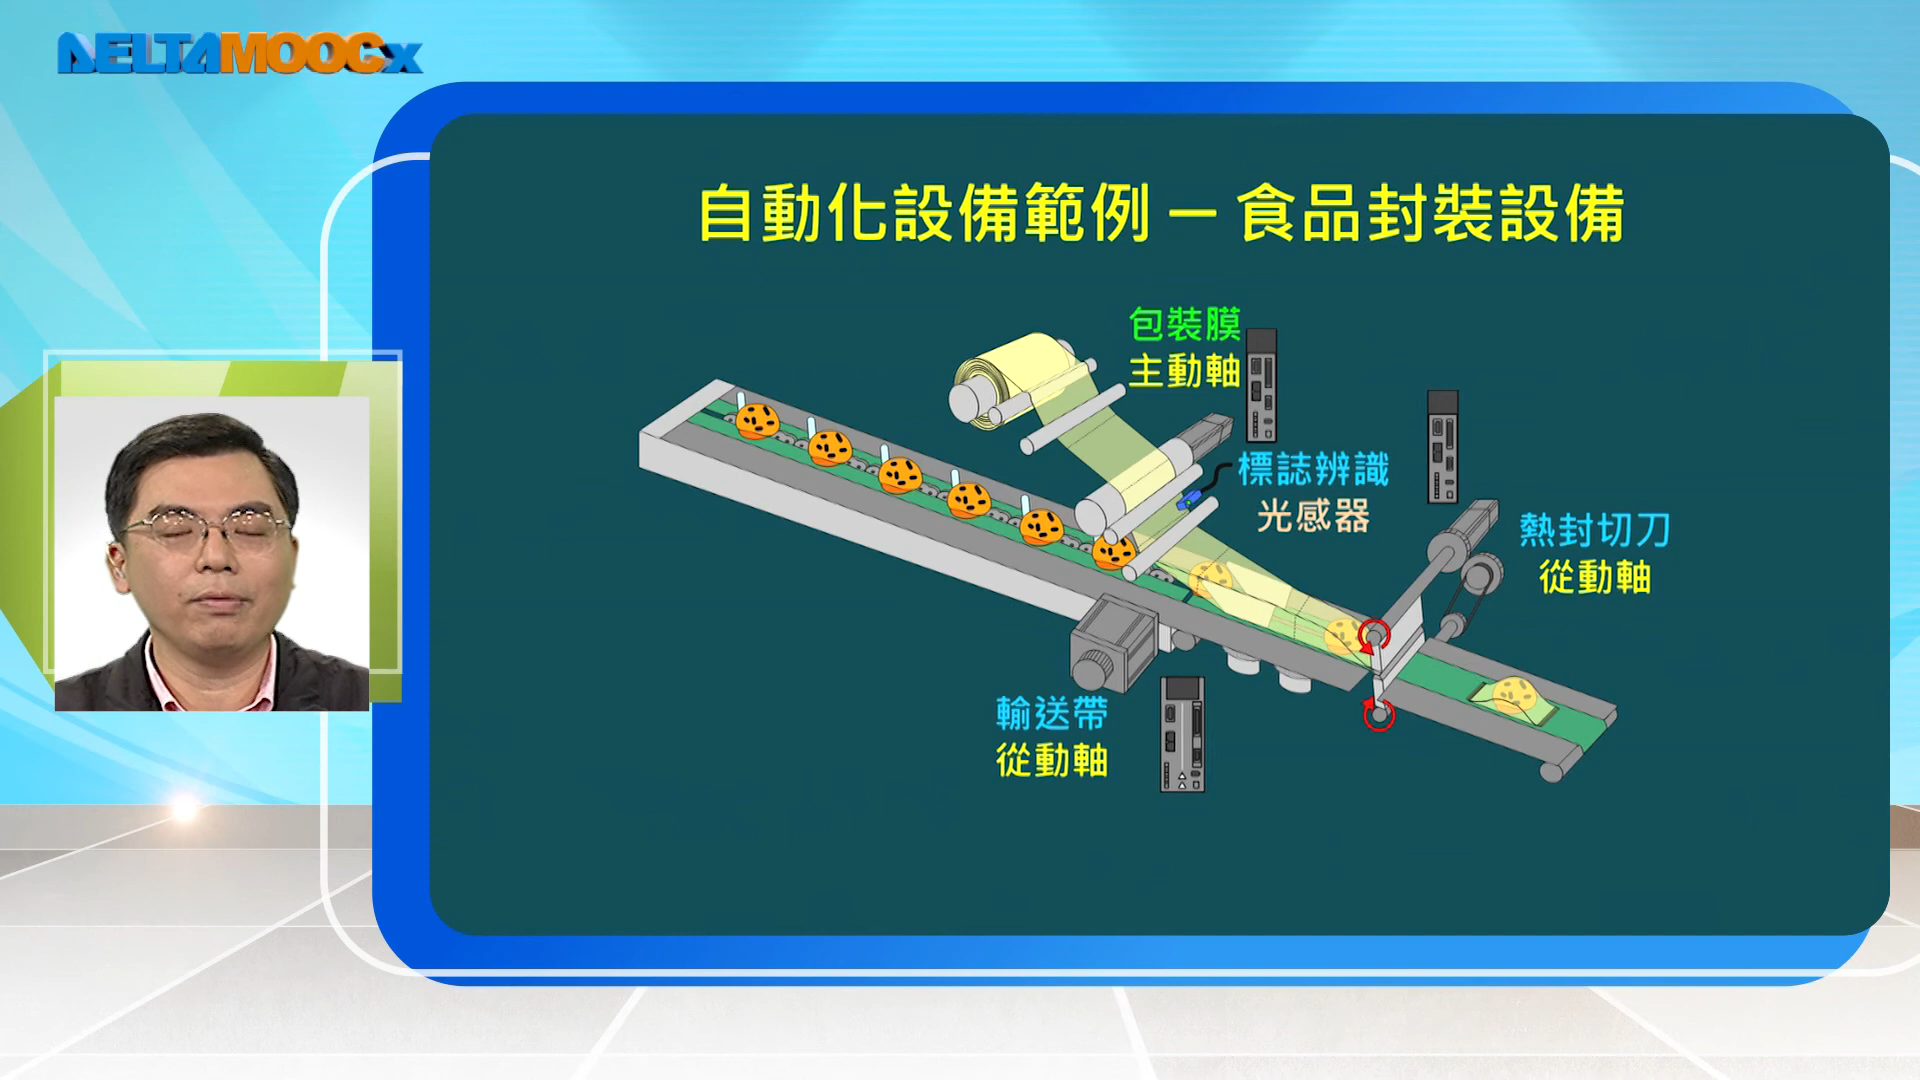 DELTAMOOCx
自動化設備範例 － 食品封裝設備
包裝膜
主動軸
標誌辨識
光感器
熱封切刀
從動軸
輸送帶
從動軸